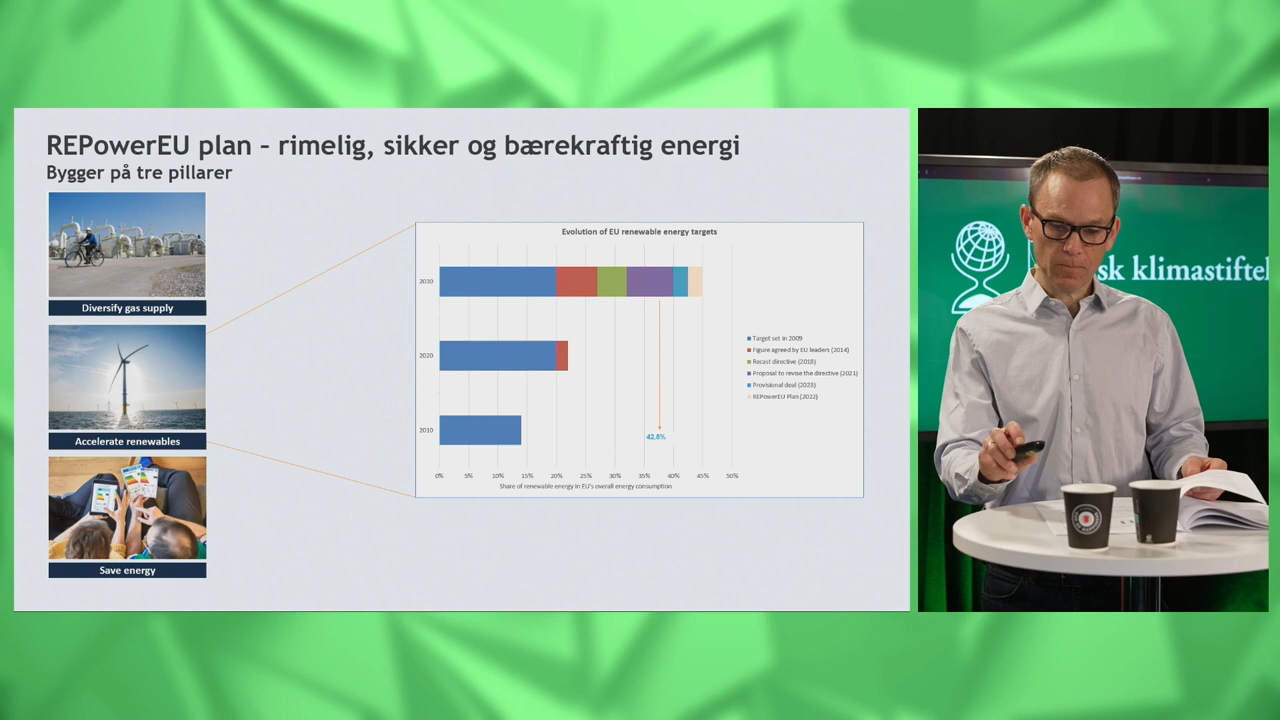 REPowerEU plan – rimelig, sikker og bærekraftig energi
Bygger på tre pillarer
Diversify gas supply
Accelerate renewables
Save energy
Evolution of EU renewable energy targets
2030
2020
2010
42.8%
0% 5% 10% 15% 20% 25% 30% 35% 40% 45% 50%
Share of renewable energy in EU's overall energy consumption
Target set in 2009
Figure agreed by EU leaders (2014)
Recast directive (2018)
Proposal to revise the directive (2021)
Provisional deal (2023)
REPowerEU Plan (2022)
sk klimastiftel